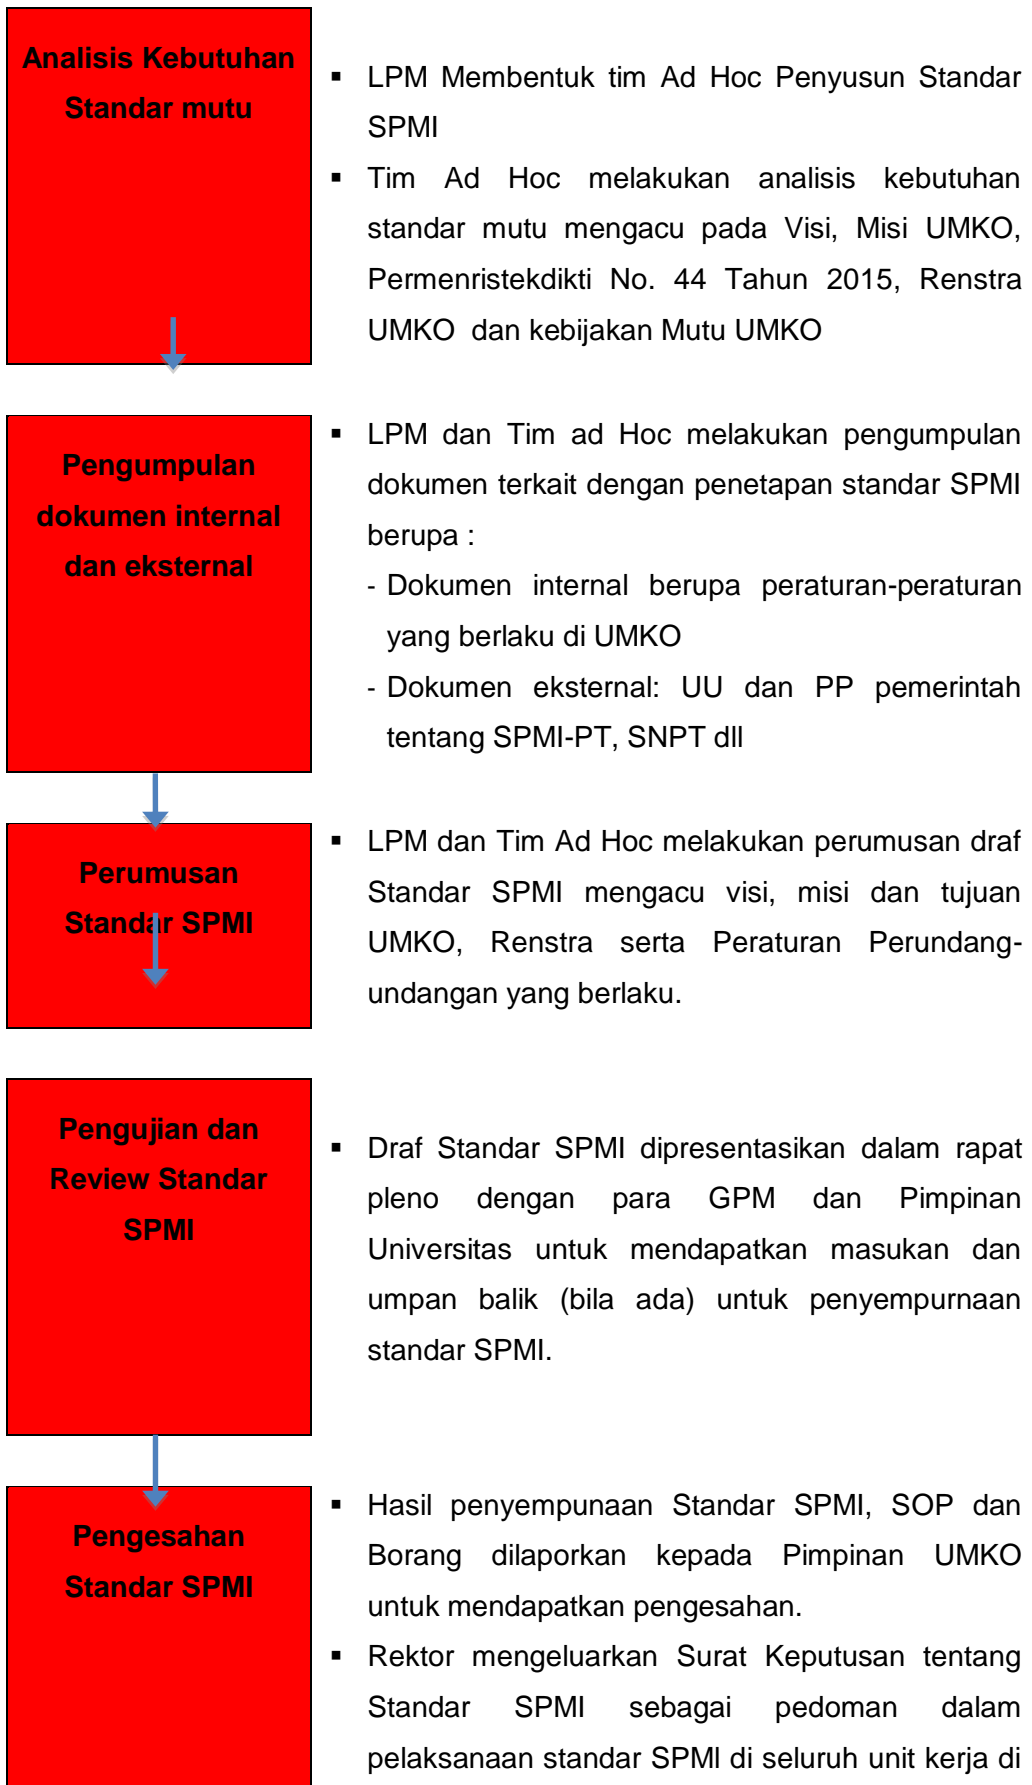 Analisis Kebutuhan
Standar mutu
▪ LPM Membentuk tim Ad Hoc Penyusun Standar
SPMI
▪ Tim Ad Hoc melakukan analisis kebutuhan
standar mutu mengacu pada Visi, Misi UMKO,
Permenristekdikti No. 44 Tahun 2015, Renstra
UMKO dan kebijakan Mutu UMKO
Pengumpulan
dokumen internal
dan eksternal
▪ LPM dan Tim ad Hoc melakukan pengumpulan
dokumen terkait dengan penetapan standar SPMI
berupa :
- Dokumen internal berupa peraturan-peraturan
yang berlaku di UMKO
- Dokumen eksternal: UU dan PP pemerintah
tentang SPMI-PT, SNPT dll
Perumusan
Standar SPMI
▪ LPM dan Tim Ad Hoc melakukan perumusan draf
Standar SPMI mengacu visi, misi dan tujuan
UMKO, Renstra serta Peraturan Perundang-
undangan yang berlaku.
Pengujian dan
Review Standar
SPMI
▪ Draf Standar SPMI dipresentasikan dalam rapat
pleno dengan para GPM dan Pimpinan
Universitas untuk mendapatkan masukan dan
umpan balik (bila ada) untuk penyempurnaan
standar SPMI.
Pengesahan
Standar SPMI
▪ Hasil penyempunaan Standar SPMI, SOP dan
Borang dilaporkan kepada Pimpinan UMKO
untuk mendapatkan pengesahan.
▪ Rektor mengeluarkan Surat Keputusan tentang
Standar SPMI sebagai pedoman dalam
pelaksanaan standar SPMI di seluruh unit kerja di